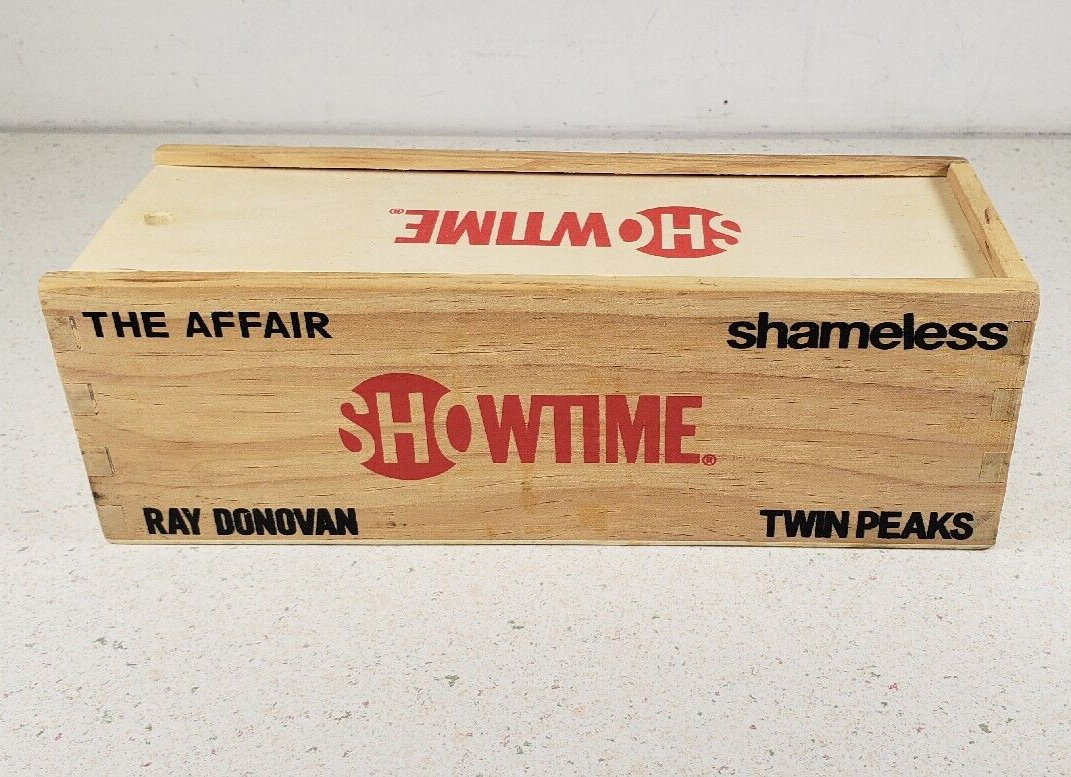 SHOWTIME®
THE AFFAIR
shameless
SHOWTIME®
RAY DONOVAN
TWIN PEAKS